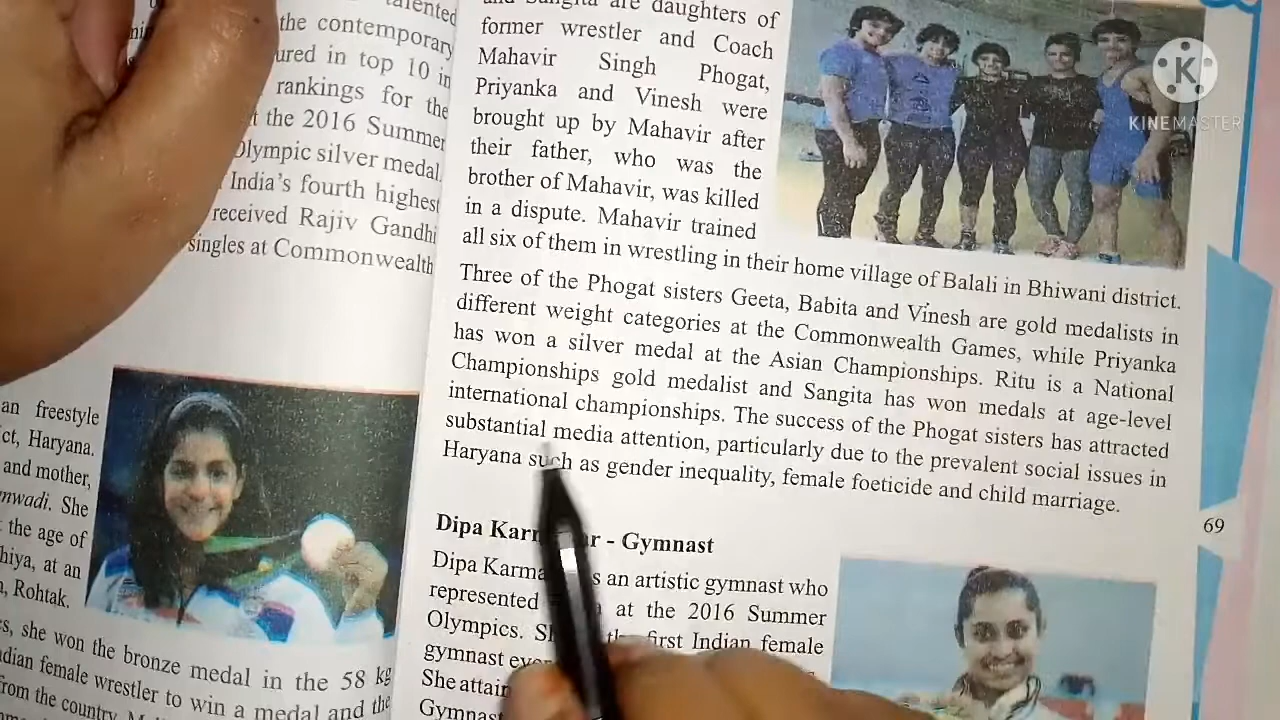 talented
the contemporary
ured in top 10 in
rankings for the
the 2016 Summer
Olympic silver medal.
India's fourth highest
received Rajiv Gandhi
singles at Commonwealth
an freestyle
ct, Haryana.
and mother,
nwadi. She
the age of
hiya, at an
Rohtak.
es, she won the bronze medal in the 58 kg
ndian female wrestler to win a medal and the
from the country.
and Sangita are daughters of
former wrestler and Coach
Mahavir Singh Phogat,
Priyanka and Vinesh were
brought up by Mahavir after
their father, who was the
brother of Mahavir, was killed
in a dispute. Mahavir trained
all six of them in wrestling in their home village of Balali in Bhiwani district.
Three of the Phogat sisters Geeta, Babita and Vinesh are gold medalists in
different weight categories at the Commonwealth Games, while Priyanka
has won a silver medal at the Asian Championships. Ritu is a National
Championships gold medalist and Sangita has won medals at age-level
international championships. The success of the Phogat sisters has attracted
substantial media attention, particularly due to the prevalent social issues in
Haryana such as gender inequality, female foeticide and child marriage.
69
Dipa Karmakar - Gymnast
Dipa Karma s an artistic gymnast who
represented at the 2016 Summer
Olympics. the first Indian female
gymnast
She attai
Gymnast
KINEMASTER